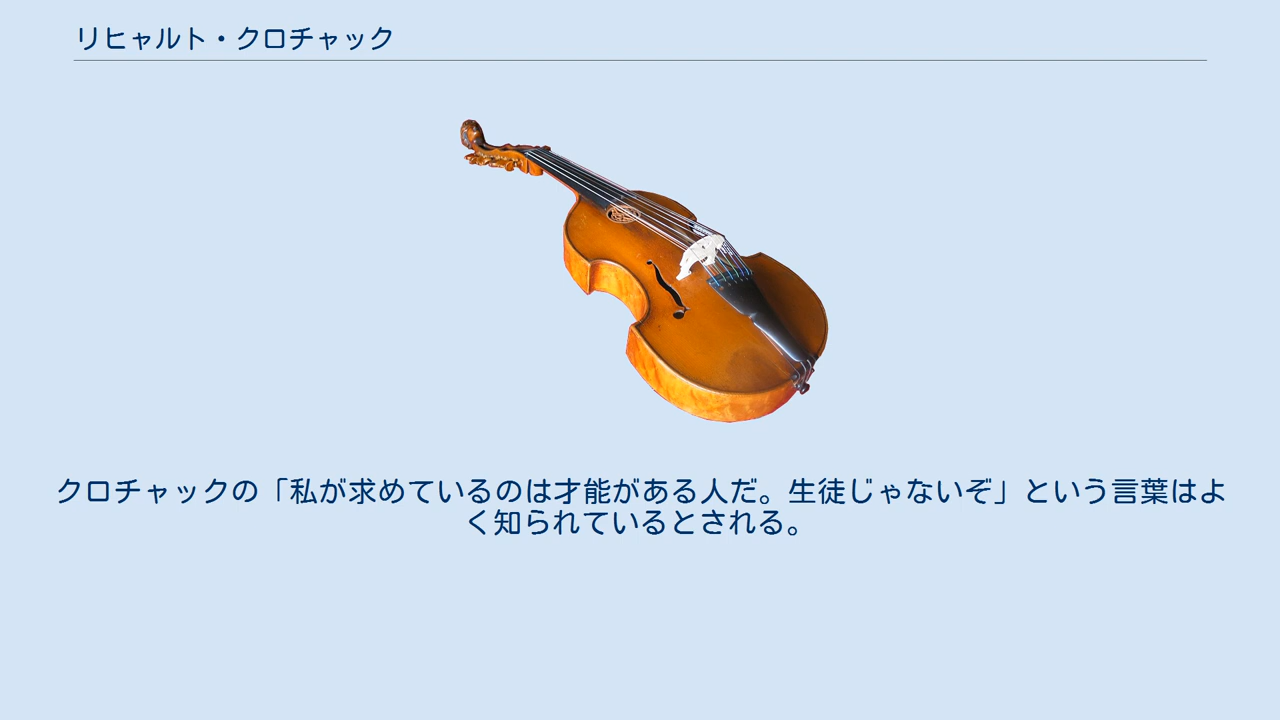 リヒャルト・クロチャック
クロチャックの「私が求めているのは才能がある人だ。生徒じゃないぞ」という言葉はよ
く知られているとされる。